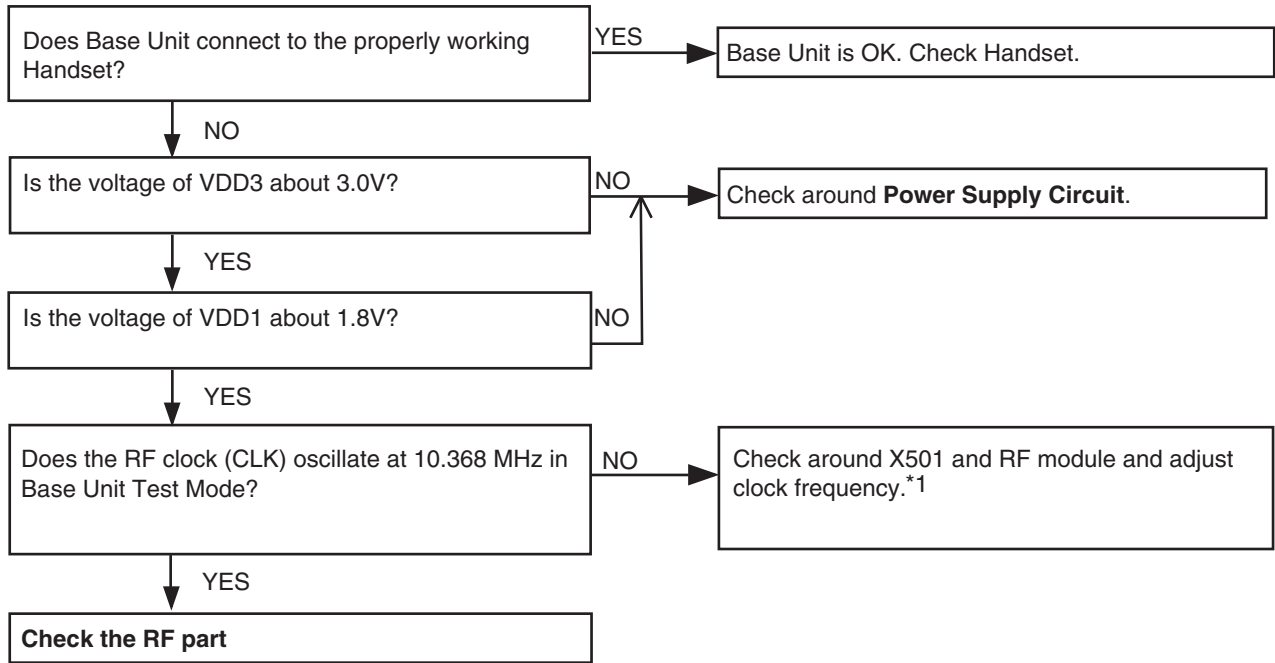 Does Base Unit connect to the properly working
Handset?
YES
Base Unit is OK. Check Handset.
NO
Is the voltage of VDD3 about 3.0V?
NO
Check around Power Supply Circuit.
YES
Is the voltage of VDD1 about 1.8V?
NO
YES
Does the RF clock (CLK) oscillate at 10.368 MHz in
Base Unit Test Mode?
NO
Check around X501 and RF module and adjust
clock frequency.*1
YES
Check the RF part